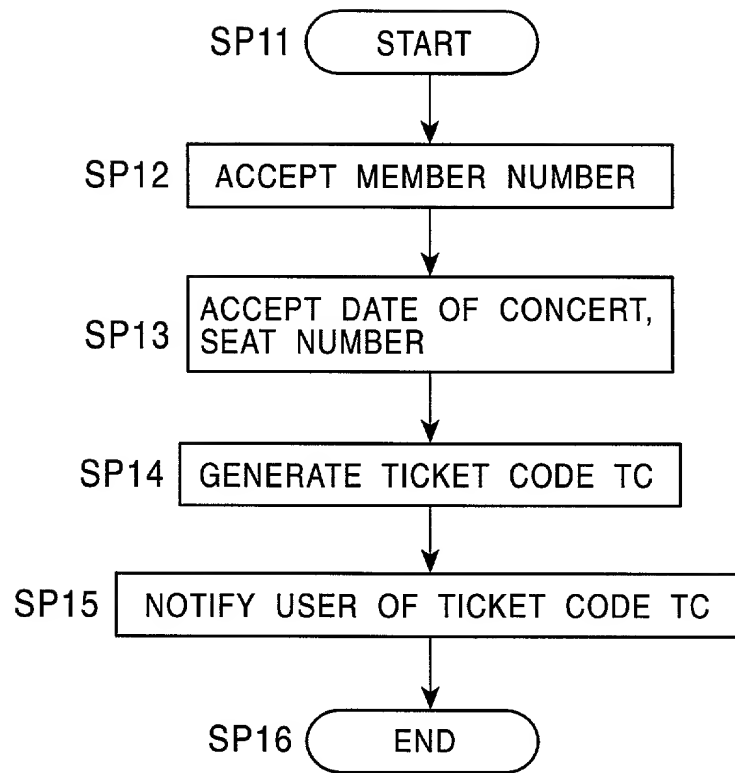 SP11 START
SP12 ACCEPT MEMBER NUMBER
SP13 ACCEPT DATE OF CONCERT,
SEAT NUMBER
SP14 GENERATE TICKET CODE TC
SP15 NOTIFY USER OF TICKET CODE TC
SP16 END